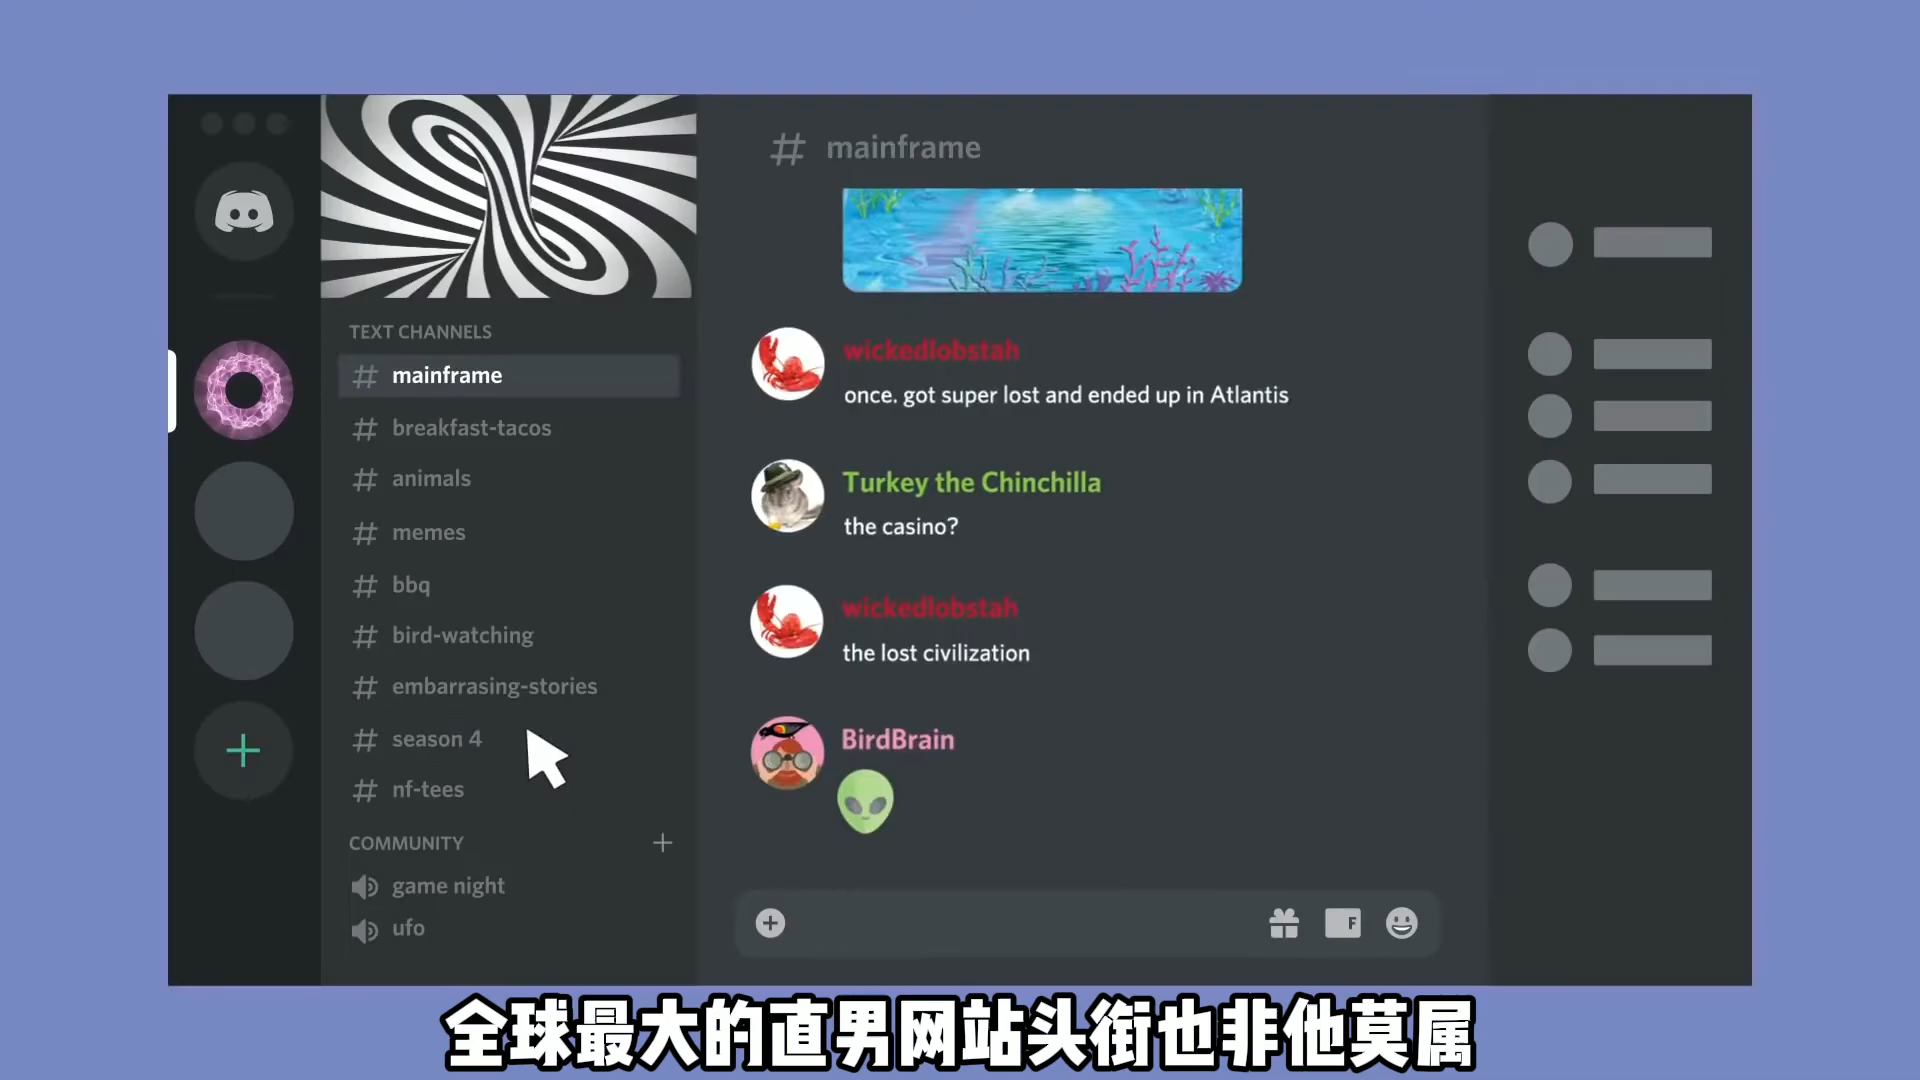 TEXT CHANNELS
# mainframe
# breakfast-tacos
# animals
# memes
# bbq
# bird-watching
# embarrasing-stories
# season 4
# nf-tees
COMMUNITY +
game night
ufo
# mainframe
wickedlobstah
once. got super lost and ended up in Atlantis
Turkey the Chinchilla
the casino?
wickedlobstah
the lost civilization
BirdBrain
F
全球最大的直男网站头衔也非他莫属